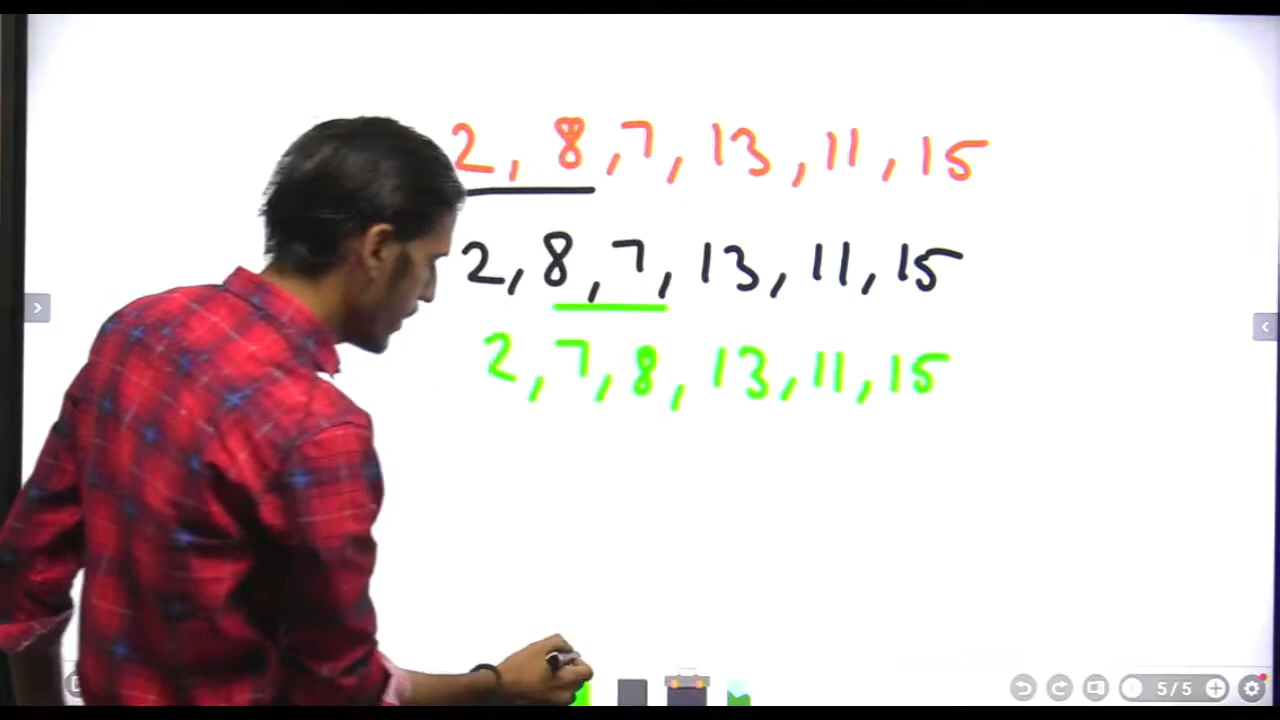 2, 8, 7, 13, 11, 15
2, 8, 7, 13, 11, 15
2, 7, 8, 13, 11, 15
5/5